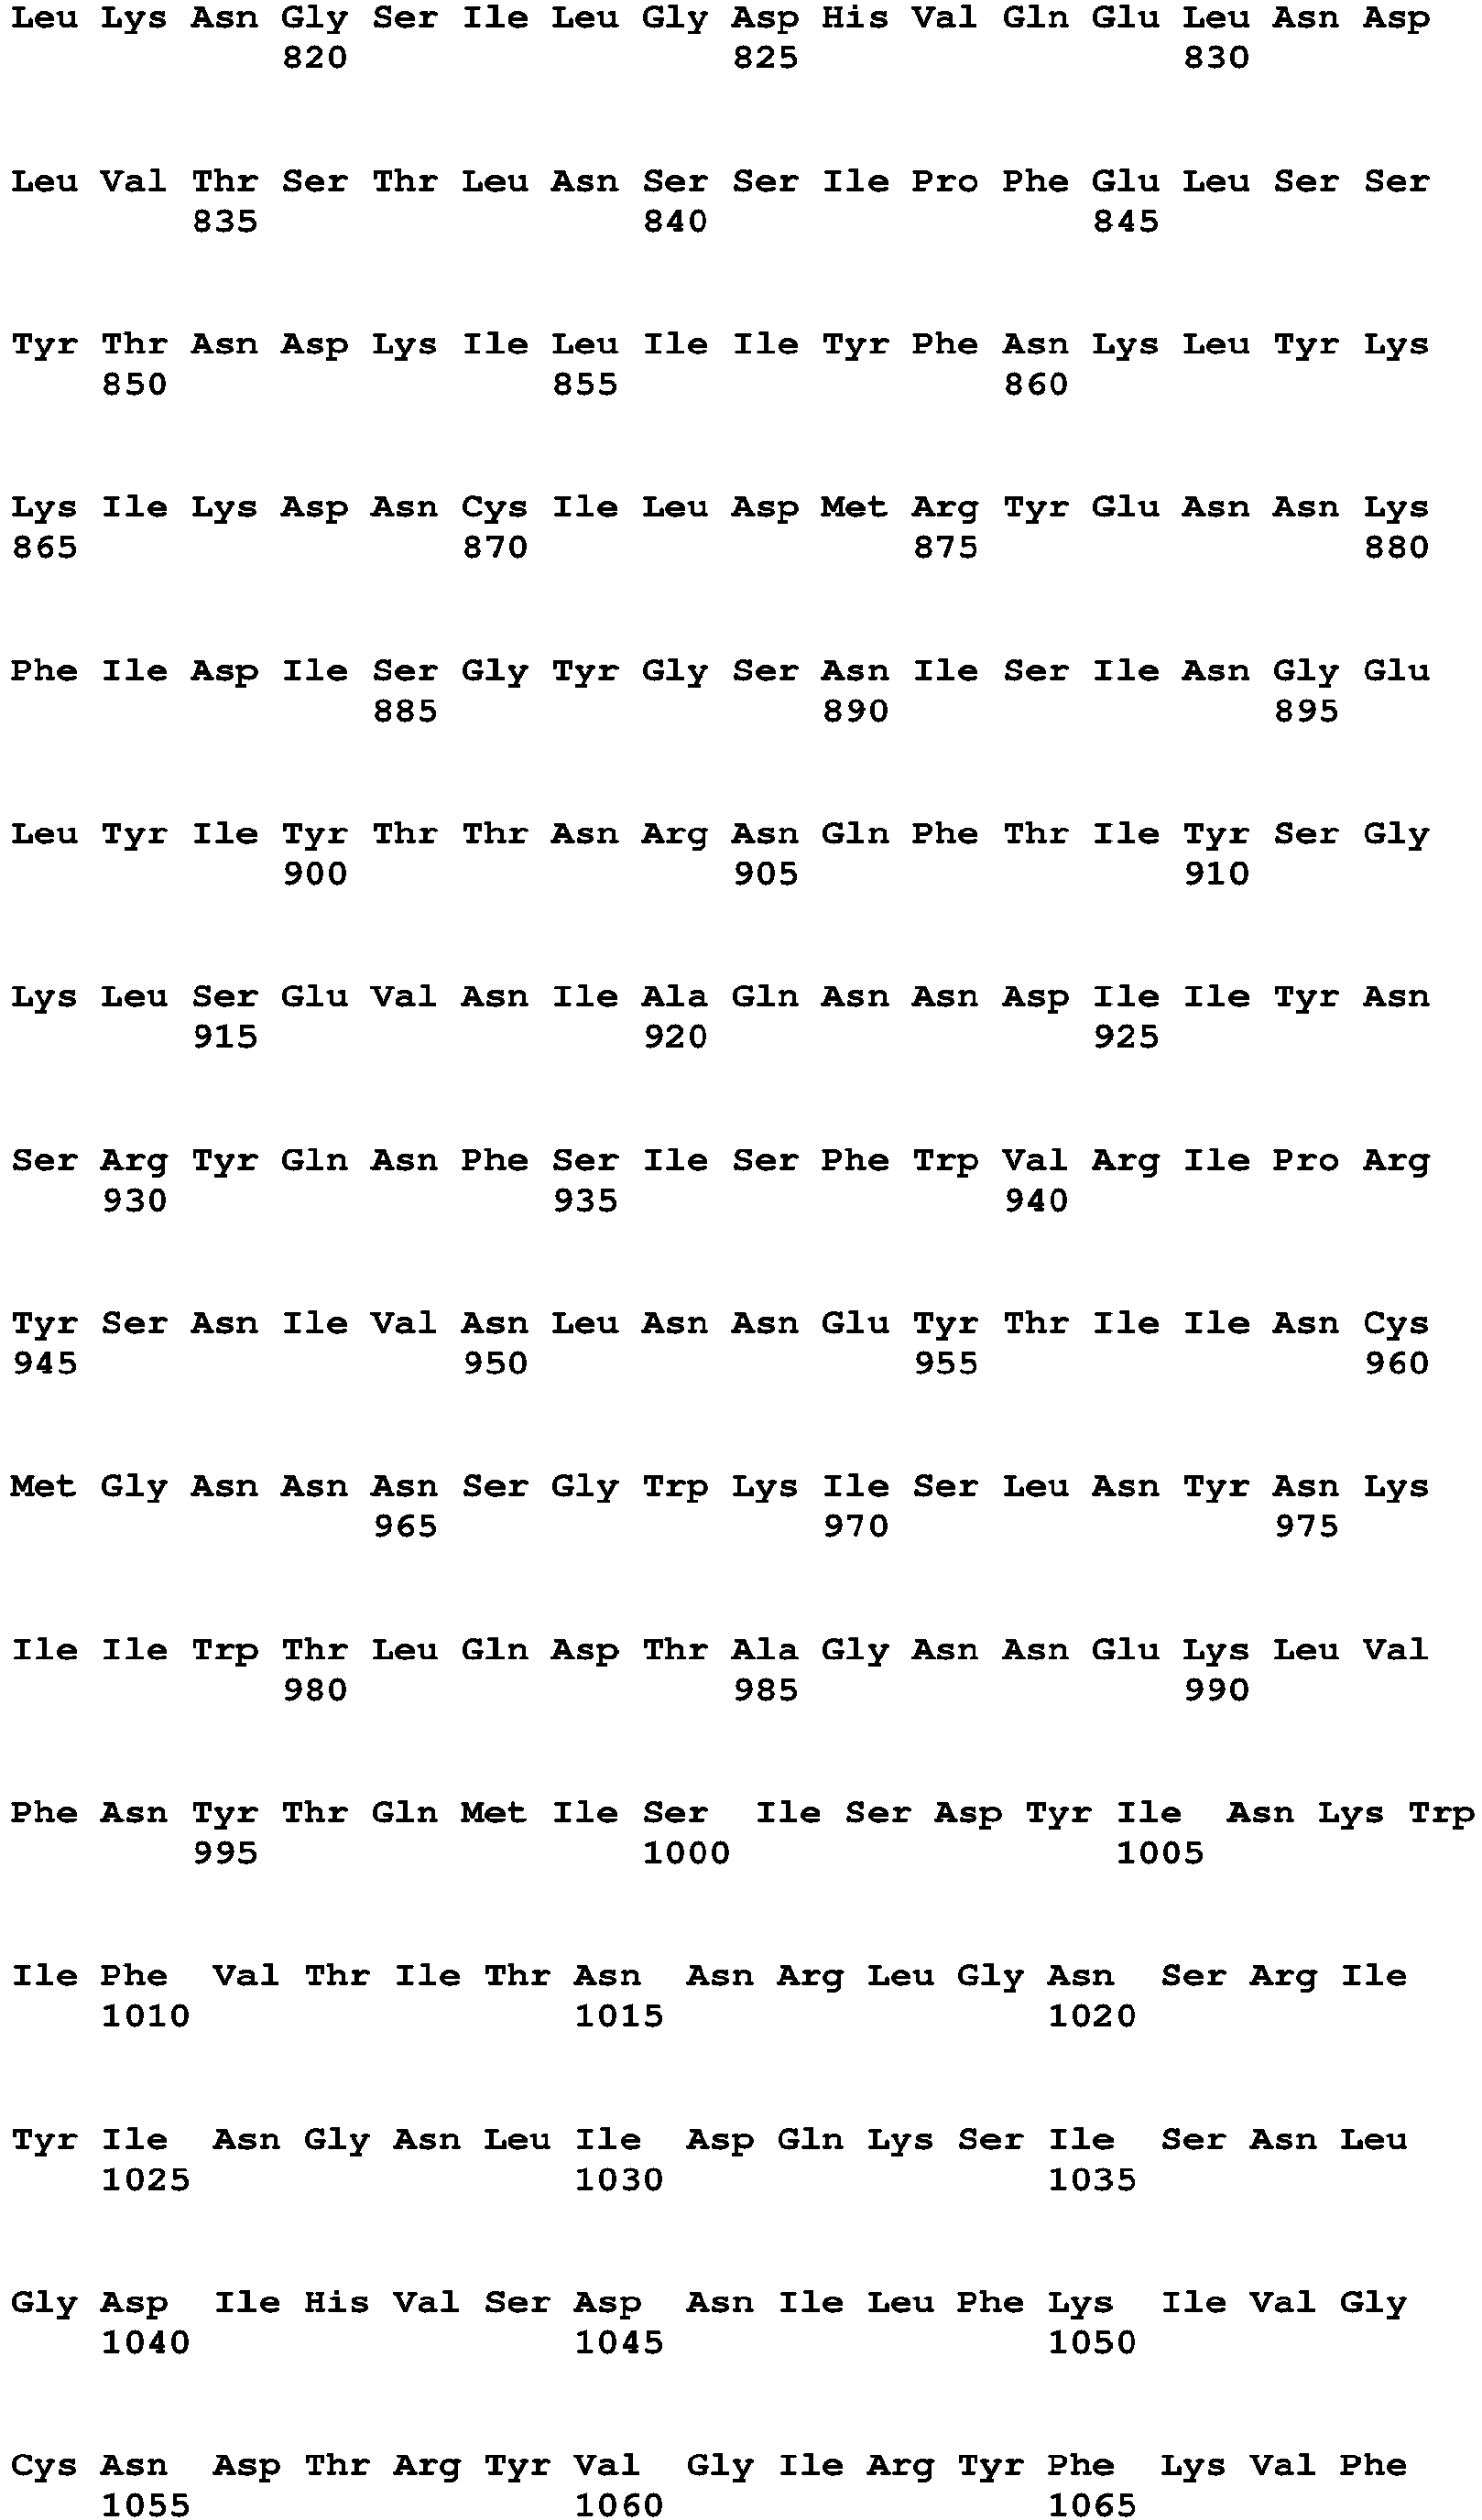 Leu Lys Asn Gly Ser Ile Leu Gly Asp His Val Gln Glu Leu Asn Asp
820 825 830
Leu Val Thr Ser Thr Leu Asn Ser Ser Ile Pro Phe Glu Leu Ser Ser
835 840 845
Tyr Thr Asn Asp Lys Ile Leu Ile Ile Tyr Phe Asn Lys Leu Tyr Lys
850 855 860
Lys Ile Lys Asp Asn Cys Ile Leu Asp Met Arg Tyr Glu Asn Asn Lys
865 870 875 880
Phe Ile Asp Ile Ser Gly Tyr Gly Ser Asn Ile Ser Ile Asn Gly Glu
885 890 895
Leu Tyr Ile Tyr Thr Thr Asn Arg Asn Gln Phe Thr Ile Tyr Ser Gly
900 905 910
Lys Leu Ser Glu Val Asn Ile Ala Gln Asn Asn Asp Ile Ile Tyr Asn
915 920 925
Ser Arg Tyr Gln Asn Phe Ser Ile Ser Phe Trp Val Arg Ile Pro Arg
930 935 940
Tyr Ser Asn Ile Val Asn Leu Asn Asn Glu Tyr Thr Ile Ile Asn Cys
945 950 955 960
Met Gly Asn Asn Asn Ser Gly Trp Lys Ile Ser Leu Asn Tyr Asn Lys
965 970 975
Ile Ile Trp Thr Leu Gln Asp Thr Ala Gly Asn Asn Glu Lys Leu Val
980 985 990
Phe Asn Tyr Thr Gln Met Ile Ser Ile Ser Asp Tyr Ile Asn Lys Trp
995 1000 1005
Ile Phe Val Thr Ile Thr Asn Asn Arg Leu Gly Asn Ser Arg Ile
1010 1015 1020
Tyr Ile Asn Gly Asn Leu Ile Asp Gln Lys Ser Ile Ser Asn Leu
1025 1030 1035
Gly Asp Ile His Val Ser Asp Asn Ile Leu Phe Lys Ile Val Gly
1040 1045 1050
Cys Asn Asp Thr Arg Tyr Val Gly Ile Arg Tyr Phe Lys Val Phe
1055 1060 1065